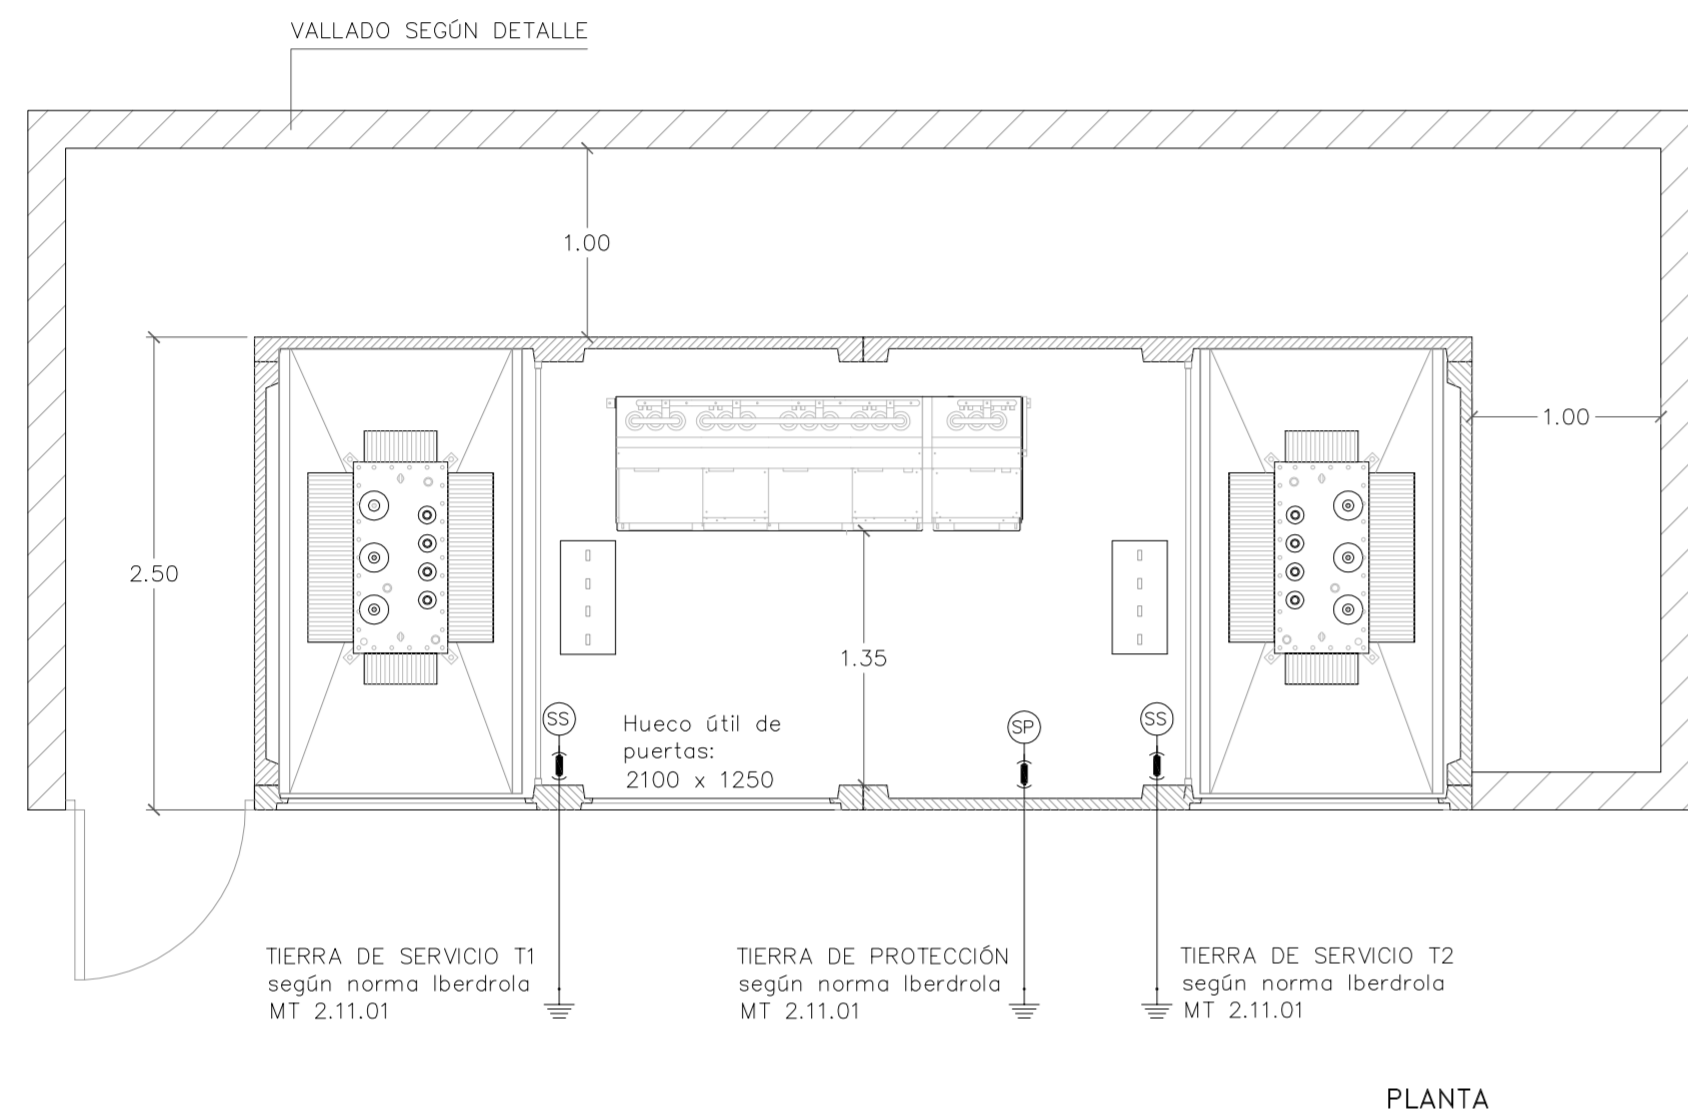 VALLADO SEGÚN DETALLE
1.00
1.00
2.50
1.35
SS
Hueco útil de
puertas:
2100 x 1250
SP
SS
TIERRA DE SERVICIO T1
según norma Iberdrola
MT 2.11.01
TIERRA DE PROTECCIÓN
según norma Iberdrola
MT 2.11.01
TIERRA DE SERVICIO T2
según norma Iberdrola
MT 2.11.01
PLANTA